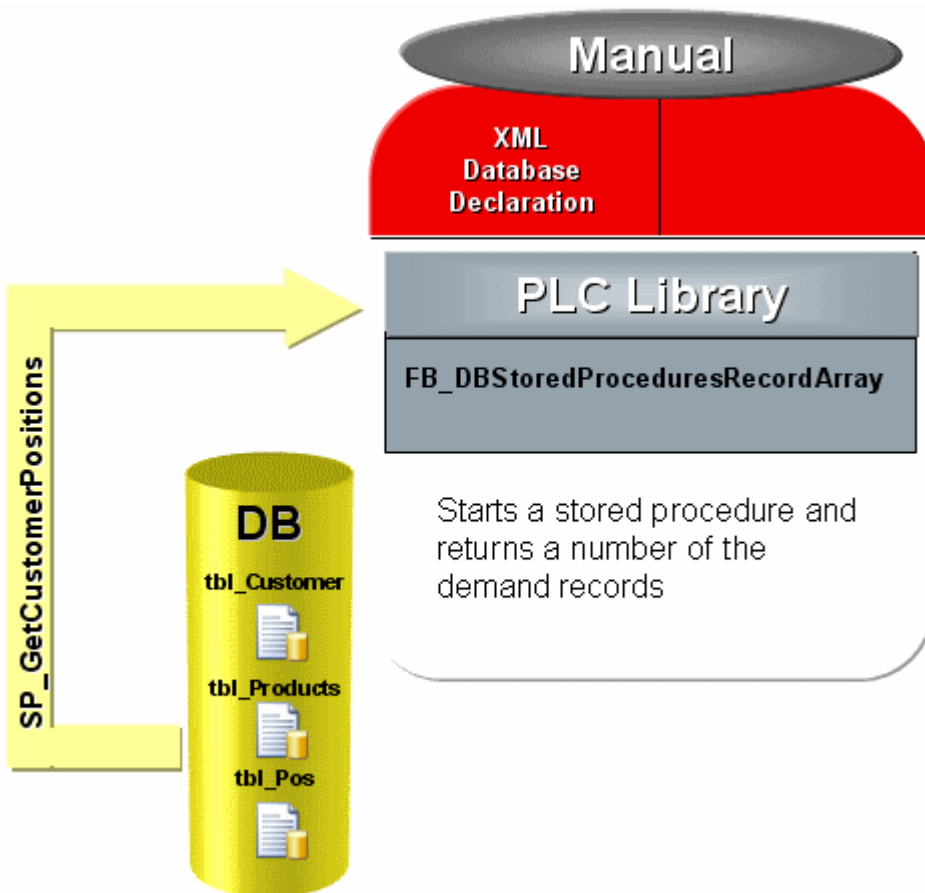 Manual
XML
Database
Declaration
PLC Library
FB_DBStoredProceduresRecordArray
Starts a stored procedure and
returns a number of the
demand records
SP_GetCustomerPositions
DB
tbl_Customer
tbl_Products
tbl_Pos